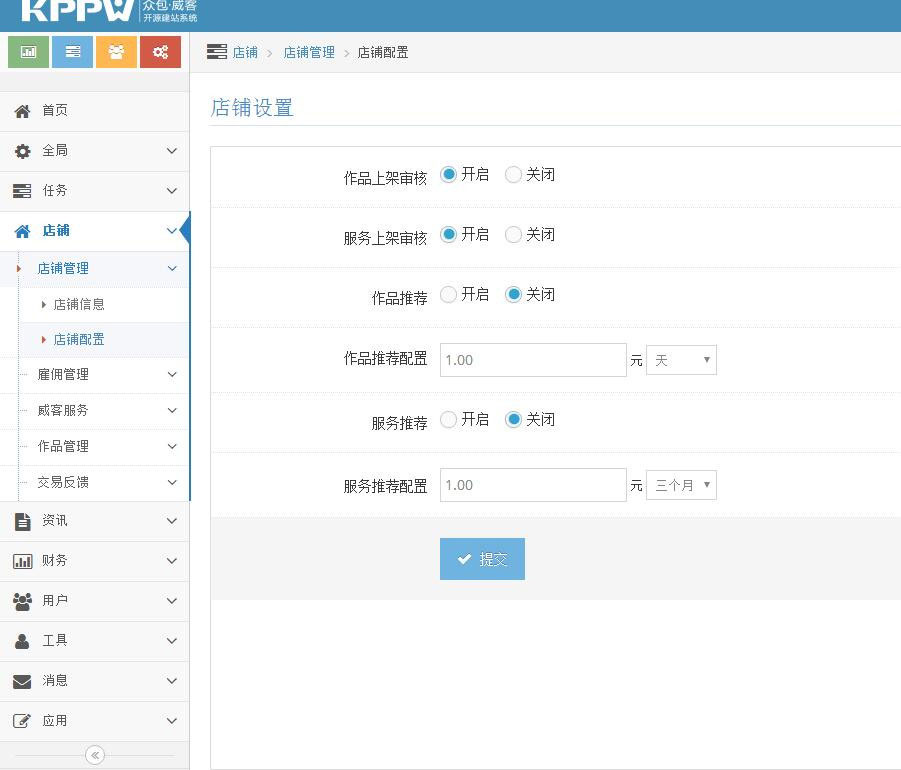 KPPW 众包·威客
开源建站系统
店铺 > 店铺管理 > 店铺配置
首页
全局
任务
店铺
店铺管理
店铺信息
店铺配置
雇佣管理
威客服务
作品管理
交易反馈
资讯
财务
用户
工具
消息
应用
店铺设置
作品上架审核 开启 关闭
服务上架审核 开启 关闭
作品推荐 开启 关闭
作品推荐配置 1.00 元 天
服务推荐 开启 关闭
服务推荐配置 1.00 元 三个月
提交